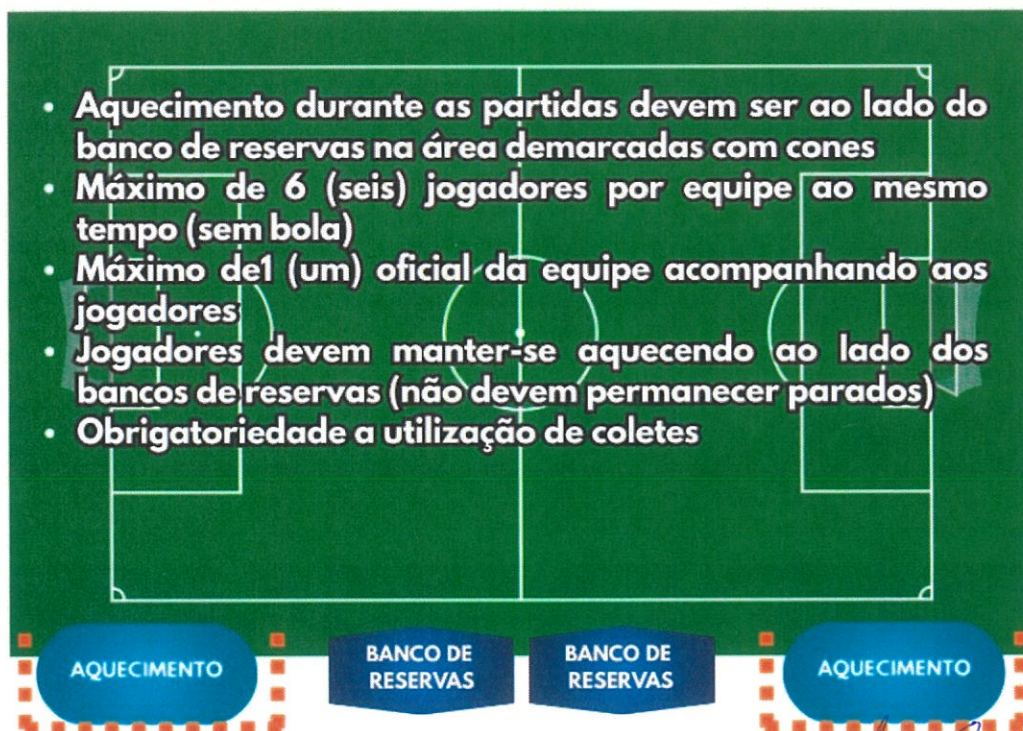 • Aquecimento durante as partidas devem ser ao lado do
banco de reservas na área demarcadas com cones
• Máximo de 6 (seis) jogadores por equipe ao mesmo
tempo (sem bola)
• Máximo de1 (um) oficial da equipe acompanhando aos
jogadores
• Jogadores devem manter-se aquecendo ao lado dos
bancos de reservas (não devem permanecer parados)
• Obrigatoriedade a utilização de coletes
AQUECIMENTO
BANCO DE
RESERVAS
BANCO DE
RESERVAS
AQUECIMENTO